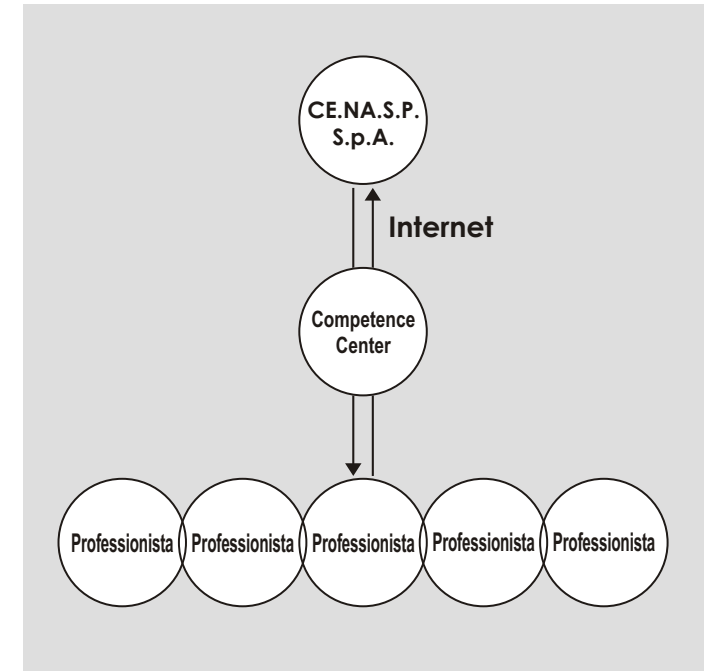 CE.NA.S.P.
S.p.A.
Internet
Competence
Center
Professionista Professionista Professionista Professionista Professionista